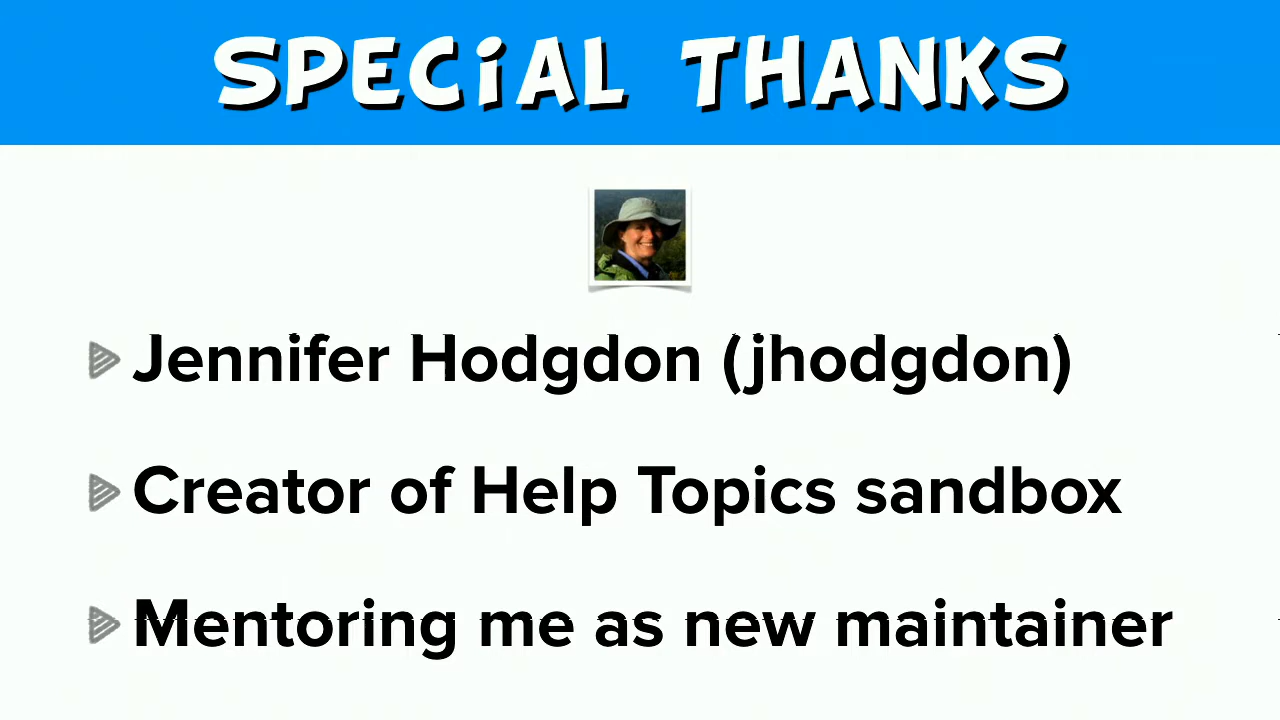 SPECiAL THANKS
Jennifer Hodgdon (jhodgdon)
Creator of Help Topics sandbox
Mentoring me as new maintainer